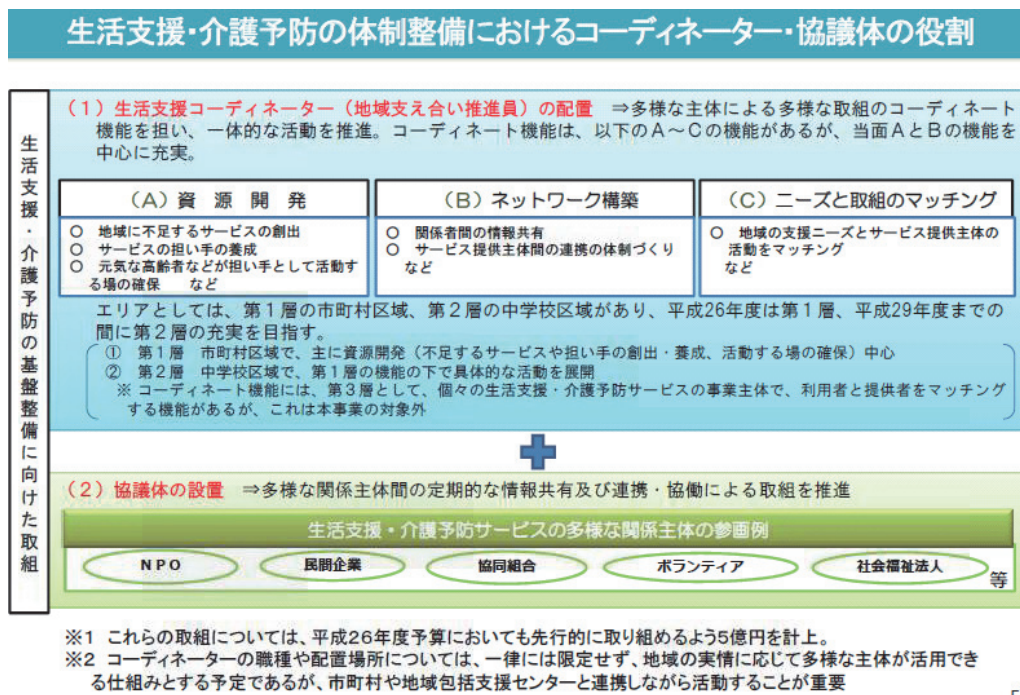 生活支援・介護予防の体制整備におけるコーディネーター・協議体の役割
生活支援・介護予防の基盤整備に向けた取組
（１）生活支援コーディネーター（地域支え合い推進員）の配置　⇒多様な主体による多様な取組のコーディネート
機能を担い、一体的な活動を推進。コーディネート機能は、以下のA～Cの機能があるが、当面AとBの機能を
中心に充実。
（A）資　源　開　発
○　地域に不足するサービスの創出
○　サービスの担い手の養成
○　元気な高齢者などが担い手として活動す
る場の確保　　など
（B）ネットワーク構築
○　関係者間の情報共有
○　サービス提供主体間の連携の体制づくり
など
（C）ニーズと取組のマッチング
○　地域の支援ニーズとサービス提供主体の
活動をマッチング
など
エリアとしては、第１層の市町村区域、第２層の中学校区域があり、平成26年度は第１層、平成29年度までの
間に第２層の充実を目指す。
①　第１層　市町村区域で、主に資源開発（不足するサービスや担い手の創出・養成、活動する場の確保）中心
②　第２層　中学校区域で、第１層の機能の下で具体的な活動を展開
※ コーディネート機能には、第３層として、個々の生活支援・介護予防サービスの事業主体で、利用者と提供者をマッチング
する機能があるが、これは本事業の対象外
（２）協議体の設置　⇒多様な関係主体間の定期的な情報共有及び連携・協働による取組を推進
生活支援・介護予防サービスの多様な関係主体の参画例
ＮＰＯ
民間企業
協同組合
ボランティア
社会福祉法人
等
※1 これらの取組については、平成26年度予算においても先行的に取り組めるよう5億円を計上。
※2 コーディネーターの職種や配置場所については、一律には限定せず、地域の実情に応じて多様な主体が活用でき
る仕組みとする予定であるが、市町村や地域包括支援センターと連携しながら活動することが重要